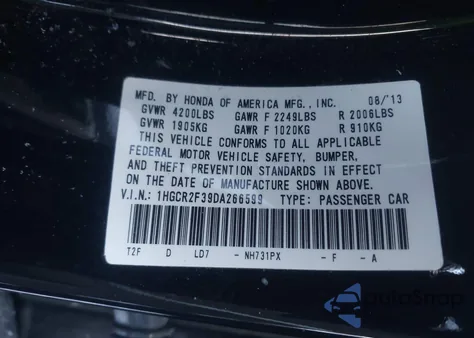 MFD. BY HONDA OF AMERICA MFG., INC. 08/'13
GVWR 4200LBS GAWR F 2249LBS R 2006LBS
GVWR 1905KG GAWR F 1020KG R 910KG
THIS VEHICLE CONFORMS TO ALL APPLICABLE
FEDERAL MOTOR VEHICLE SAFETY, BUMPER,
AND THEFT PREVENTION STANDARDS IN EFFECT
ON THE DATE OF MANUFACTURE SHOWN ABOVE.
V.I.N.: 1HGCR2F39DA266599 TYPE: PASSENGER CAR
T2F D LD7 - NH731PX - F - A
autoSnap